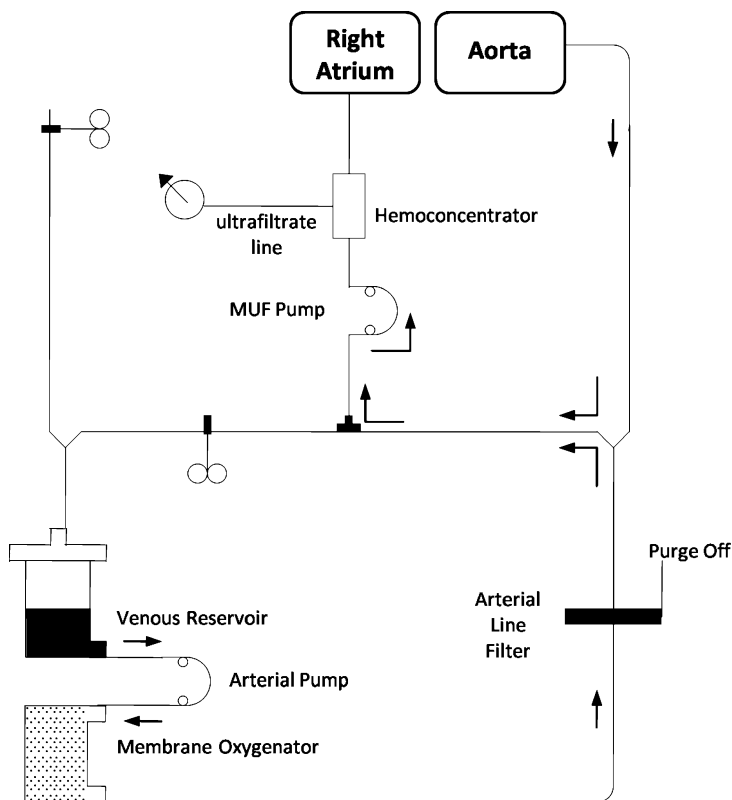 Right
Atrium
Aorta
ultrafiltrate
line
Hemoconcentrator
MUF Pump
Purge Off
Arterial
Line
Filter
Venous Reservoir
Arterial Pump
Membrane Oxygenator